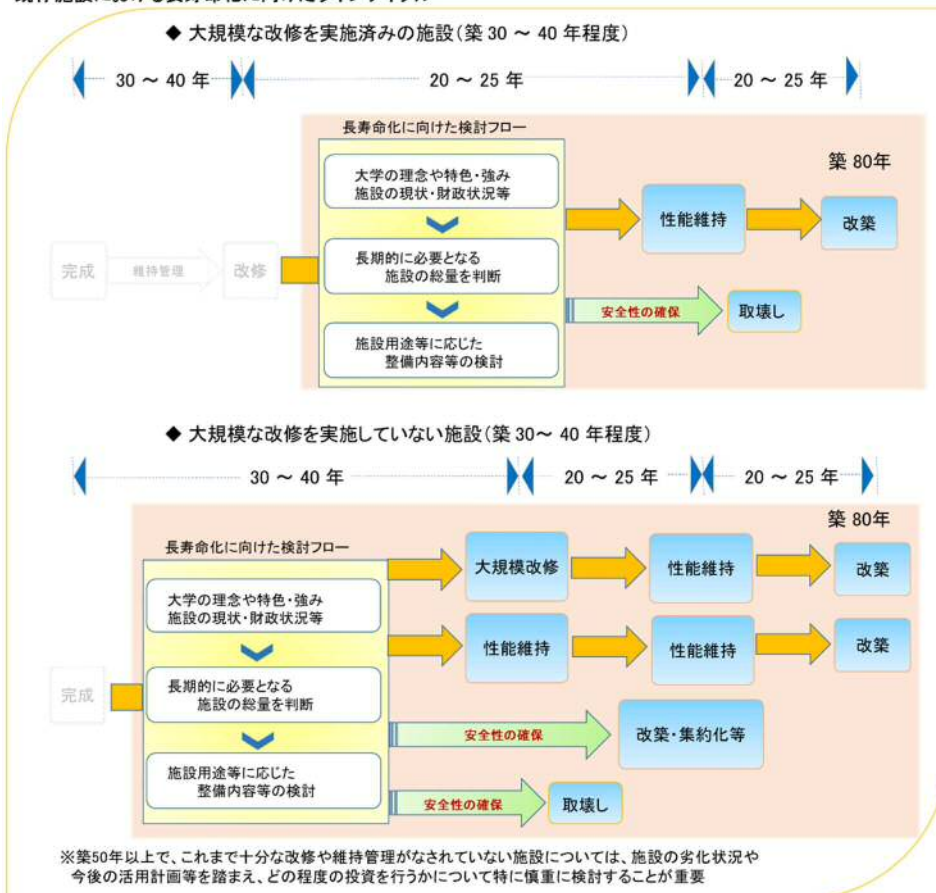 ◆ 大規模な改修を実施済みの施設(築 30 ～ 40 年程度)
30 ～ 40 年
20 ～ 25 年
20 ～ 25 年
長寿命化に向けた検討フロー
築 80年
大学の理念や特色・強み
施設の現状・財政状況等
性能維持
改築
完成
維持管理
改修
長期的に必要となる
施設の総量を判断
安全性の確保
取壊し
施設用途等に応じた
整備内容等の検討
◆ 大規模な改修を実施していない施設(築 30～ 40 年程度)
30 ～ 40 年
20 ～ 25 年
20 ～ 25 年
築 80年
長寿命化に向けた検討フロー
大規模改修
性能維持
改築
大学の理念や特色・強み
施設の現状・財政状況等
性能維持
性能維持
改築
完成
長期的に必要となる
施設の総量を判断
安全性の確保
改築・集約化等
施設用途等に応じた
整備内容等の検討
安全性の確保
取壊し
※築50年以上で、これまで十分な改修や維持管理がなされていない施設については、施設の劣化状況や
今後の活用計画等を踏まえ、どの程度の投資を行うかについて特に慎重に検討することが重要